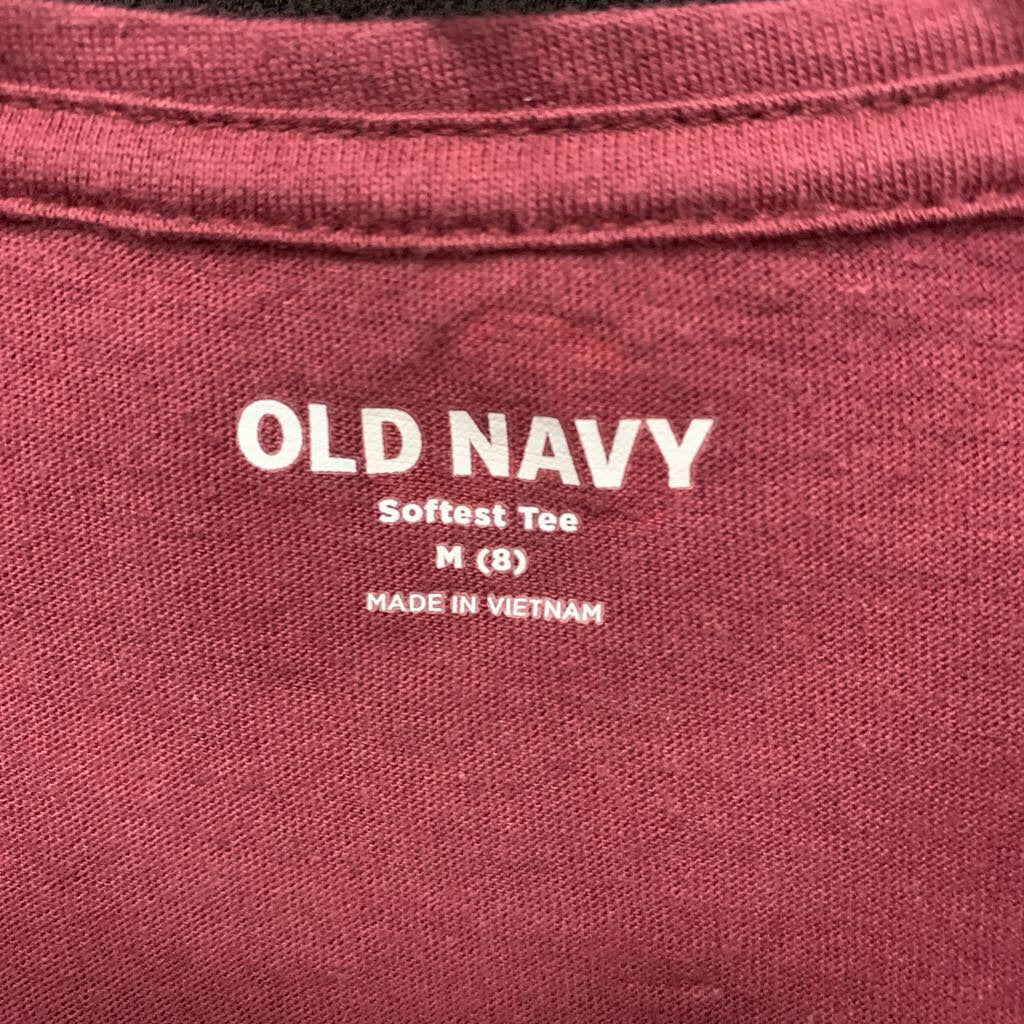 OLD NAVY
Softest Tee
M (8)
MADE IN VIETNAM